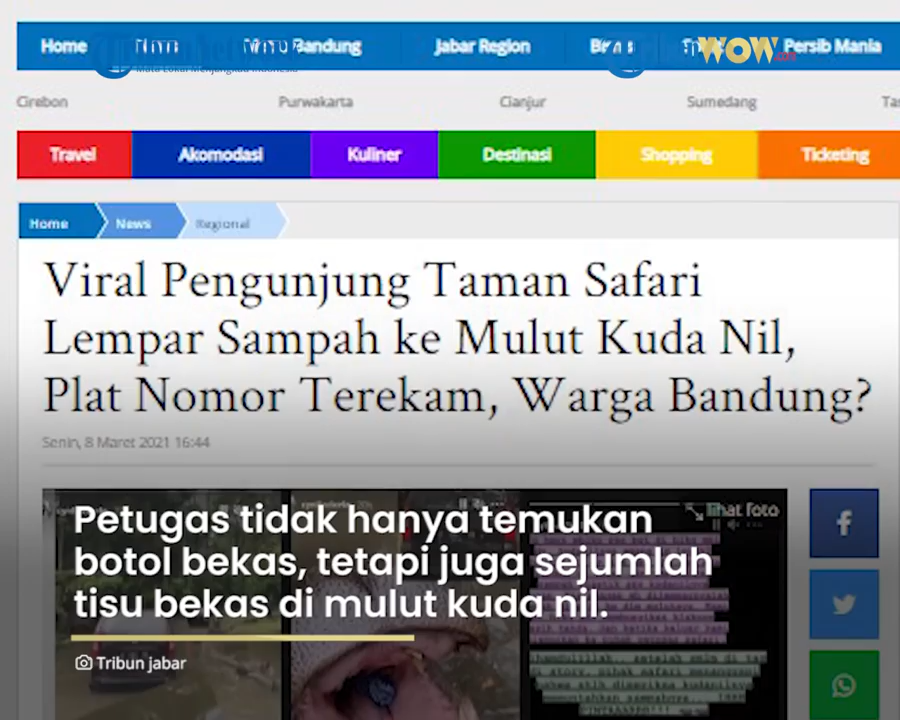 Home Bandung Jabar Region WOW Persib Mania
Cirebon Purwakarta Cianjur Sumedang
Travel Akomodasi Kuliner Destinasi Shopping Ticketing
Home News Regional
Viral Pengunjung Taman Safari
Lempar Sampah ke Mulut Kuda Nil,
Plat Nomor Terekam, Warga Bandung?
Senin, 8 Maret 2021 16:44
lihat foto
Petugas tidak hanya temukan
botol bekas, tetapi juga sejumlah
tisu bekas di mulut kuda nil.
Tribun jabar